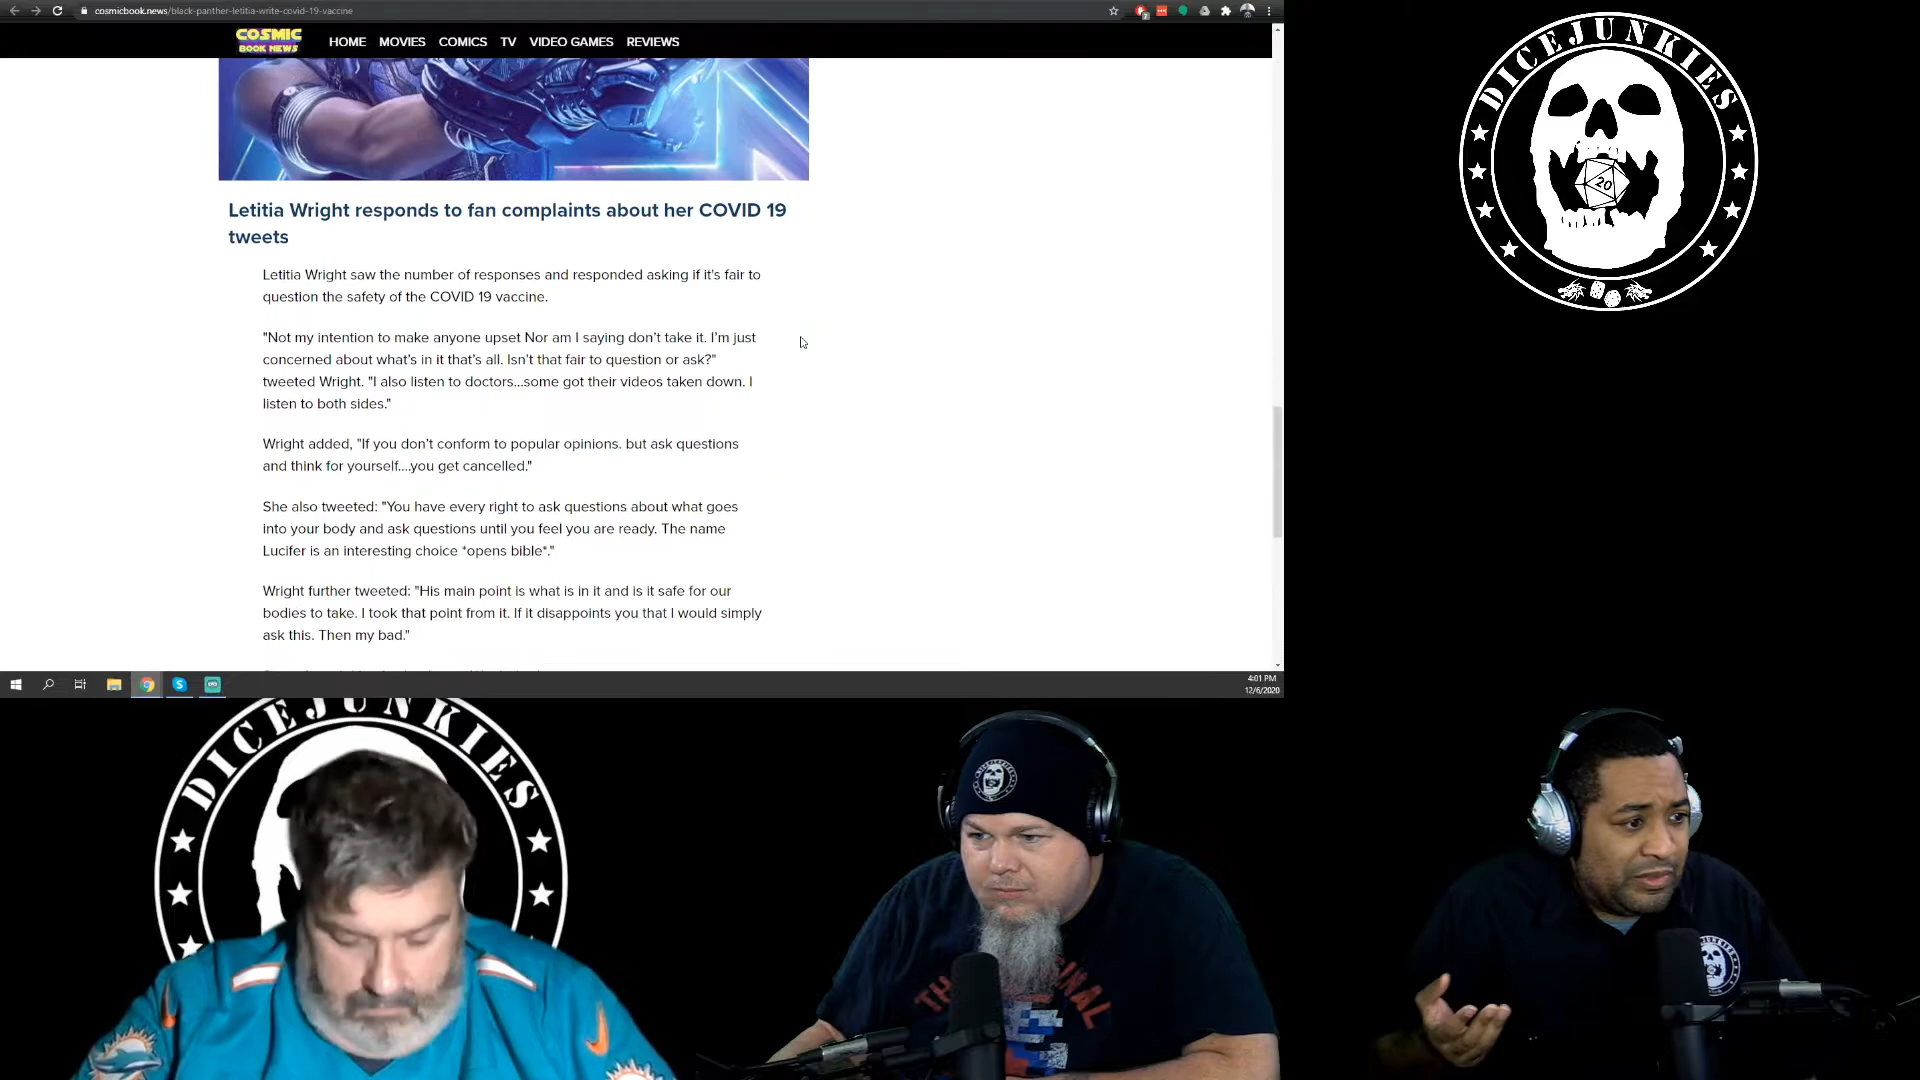 cosmicbook.news/black-panther-letitia-write-covid-19-vaccine
COSMIC
BOOK NEWS
HOME MOVIES COMICS TV VIDEO GAMES REVIEWS
Letitia Wright responds to fan complaints about her COVID 19
tweets
Letitia Wright saw the number of responses and responded asking if it's fair to
question the safety of the COVID 19 vaccine.
"Not my intention to make anyone upset Nor am I saying don’t take it. I’m just
concerned about what’s in it that’s all. Isn’t that fair to question or ask?"
tweeted Wright. "I also listen to doctors...some got their videos taken down. I
listen to both sides."
Wright added, "If you don’t conform to popular opinions. but ask questions
and think for yourself....you get cancelled."
She also tweeted: "You have every right to ask questions about what goes
into your body and ask questions until you feel you are ready. The name
Lucifer is an interesting choice *opens bible*."
Wright further tweeted: "His main point is what is in it and is it safe for our
bodies to take. I took that point from it. If it disappoints you that I would simply
ask this. Then my bad."
4:01 PM
12/6/2020
DICEJUNKIES
20
DICEJUNKIES